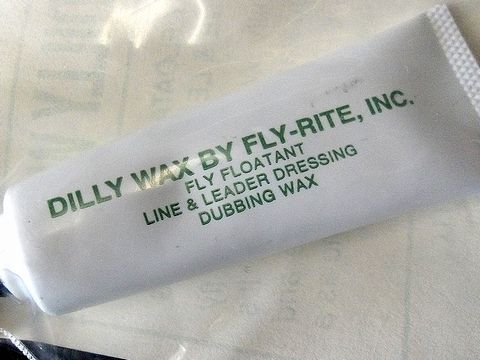 DILLY WAX BY FLY-RITE, INC.
FLY FLOATANT
LINE & LEADER DRESSING
DUBBING WAX